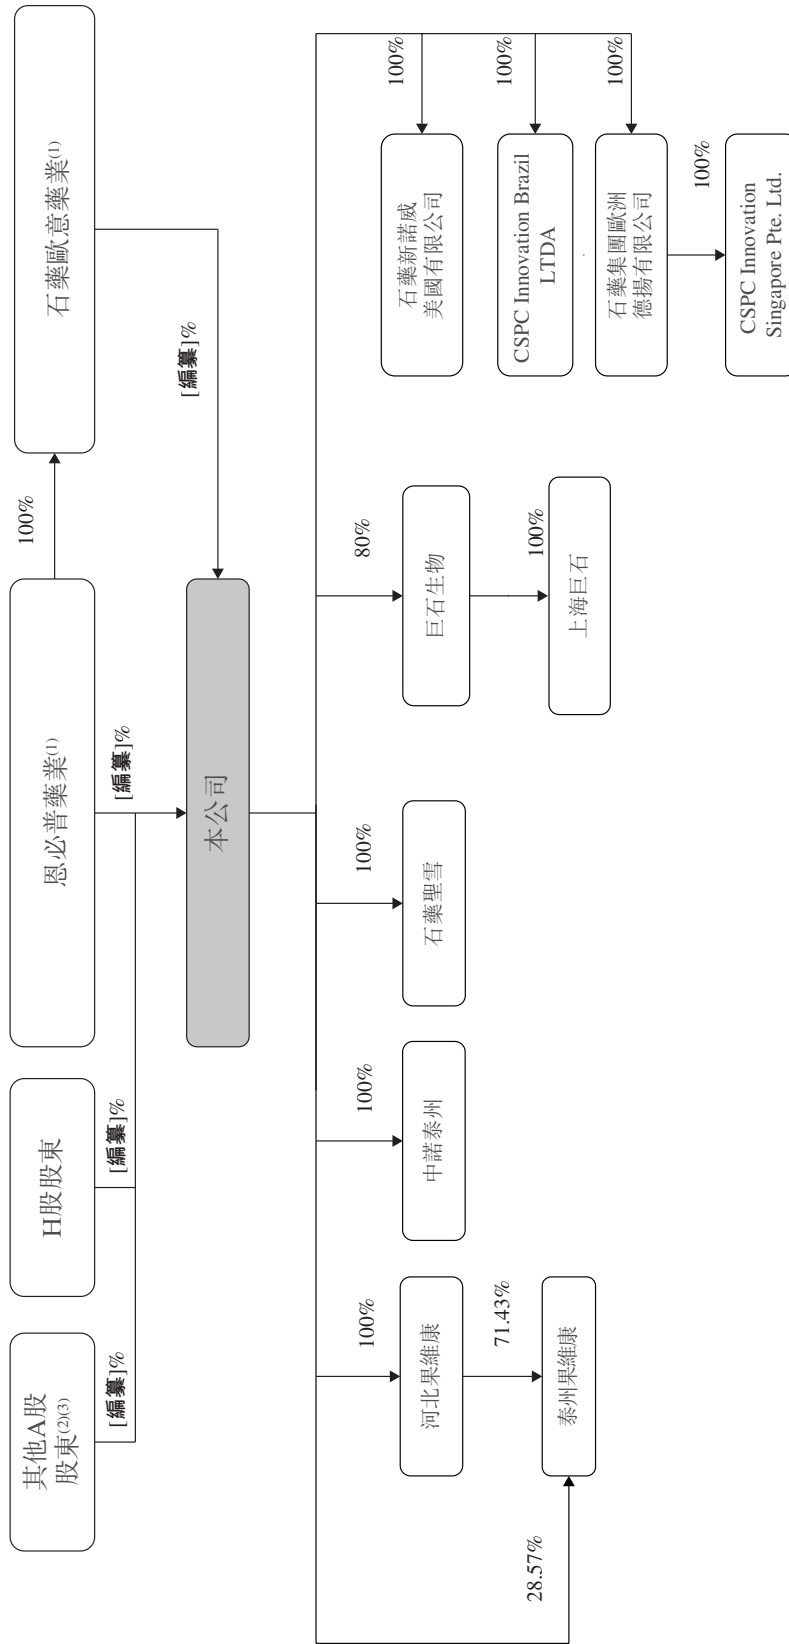 其他A股
股東(2)(3)
H股股東
恩必普藥業(1)
100%
石藥歐意藥業(1)
[編纂]%
[編纂]%
[編纂]%
[編纂]%
本公司
28.57%
100%
100%
100%
80%
100%
100%
100%
河北果維康
中諾泰州
石藥聖雪
巨石生物
石藥新諾威
美國有限公司
CSPC Innovation Brazil
LTDA
石藥集團歐洲
德揚有限公司
71.43%
100%
100%
泰州果維康
上海巨石
CSPC Innovation
Singapore Pte. Ltd.